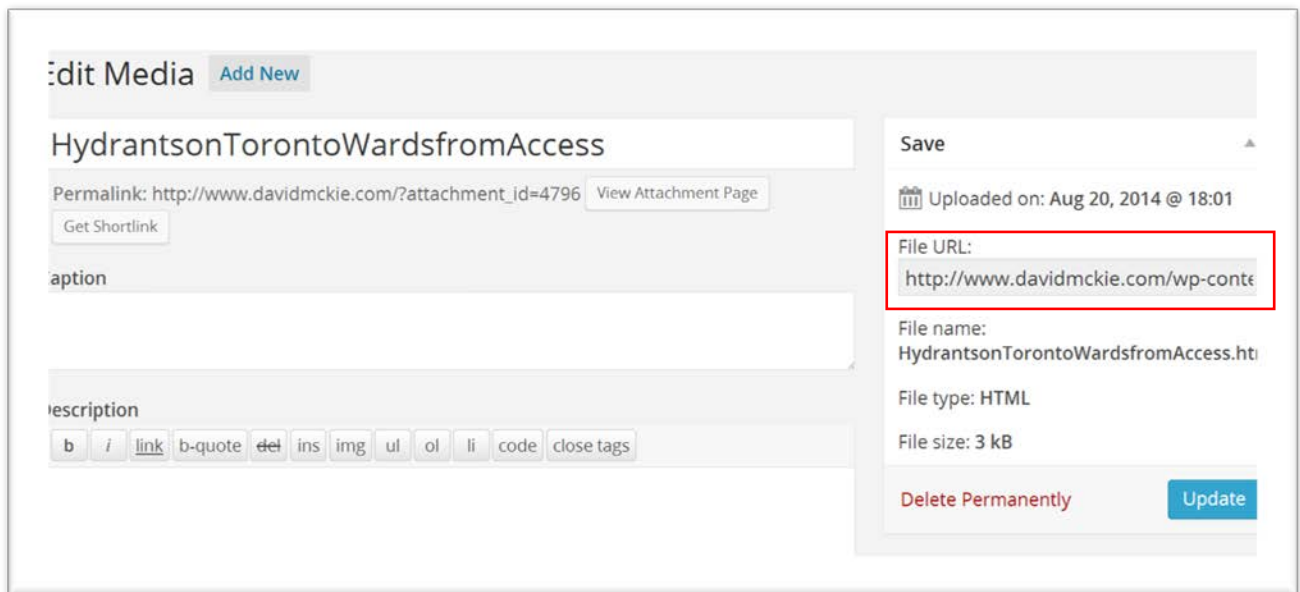 Edit Media Add New
HydrantsonTorontoWardsfromAccess
Permalink: http://www.davidmckie.com/?attachment_id=4796 View Attachment Page
Get Shortlink
Caption
Description
b i link b-quote del ins img ul ol li code close tags
Save
Uploaded on: Aug 20, 2014 @ 18:01
File URL:
http://www.davidmckie.com/wp-conte
File name:
HydrantsonTorontoWardsfromAccess.ht
File type: HTML
File size: 3 kB
Delete Permanently Update